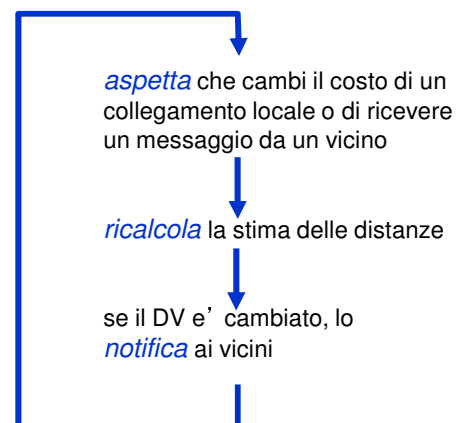 aspetta che cambi il costo di un
collegamento locale o di ricevere
un messaggio da un vicino
ricalcola la stima delle distanze
se il DV e' cambiato, lo
notifica ai vicini